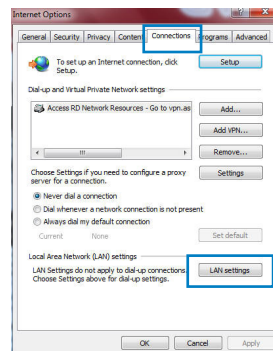 Internet Options
General Security Privacy Content Connections Programs Advanced
To set up an Internet connection, click
Setup.
Setup
Dial-up and Virtual Private Network settings
Access RD Network Resources - Go to vpn.as
Add...
Add VPN...
Remove...
Choose Settings if you need to configure a proxy
server for a connection.
Settings
Never dial a connection
Dial whenever a network connection is not present
Always dial my default connection
Current None
Set default
Local Area Network (LAN) settings
LAN Settings do not apply to dial-up connections.
Choose Settings above for dial-up settings.
LAN settings
OK Cancel Apply